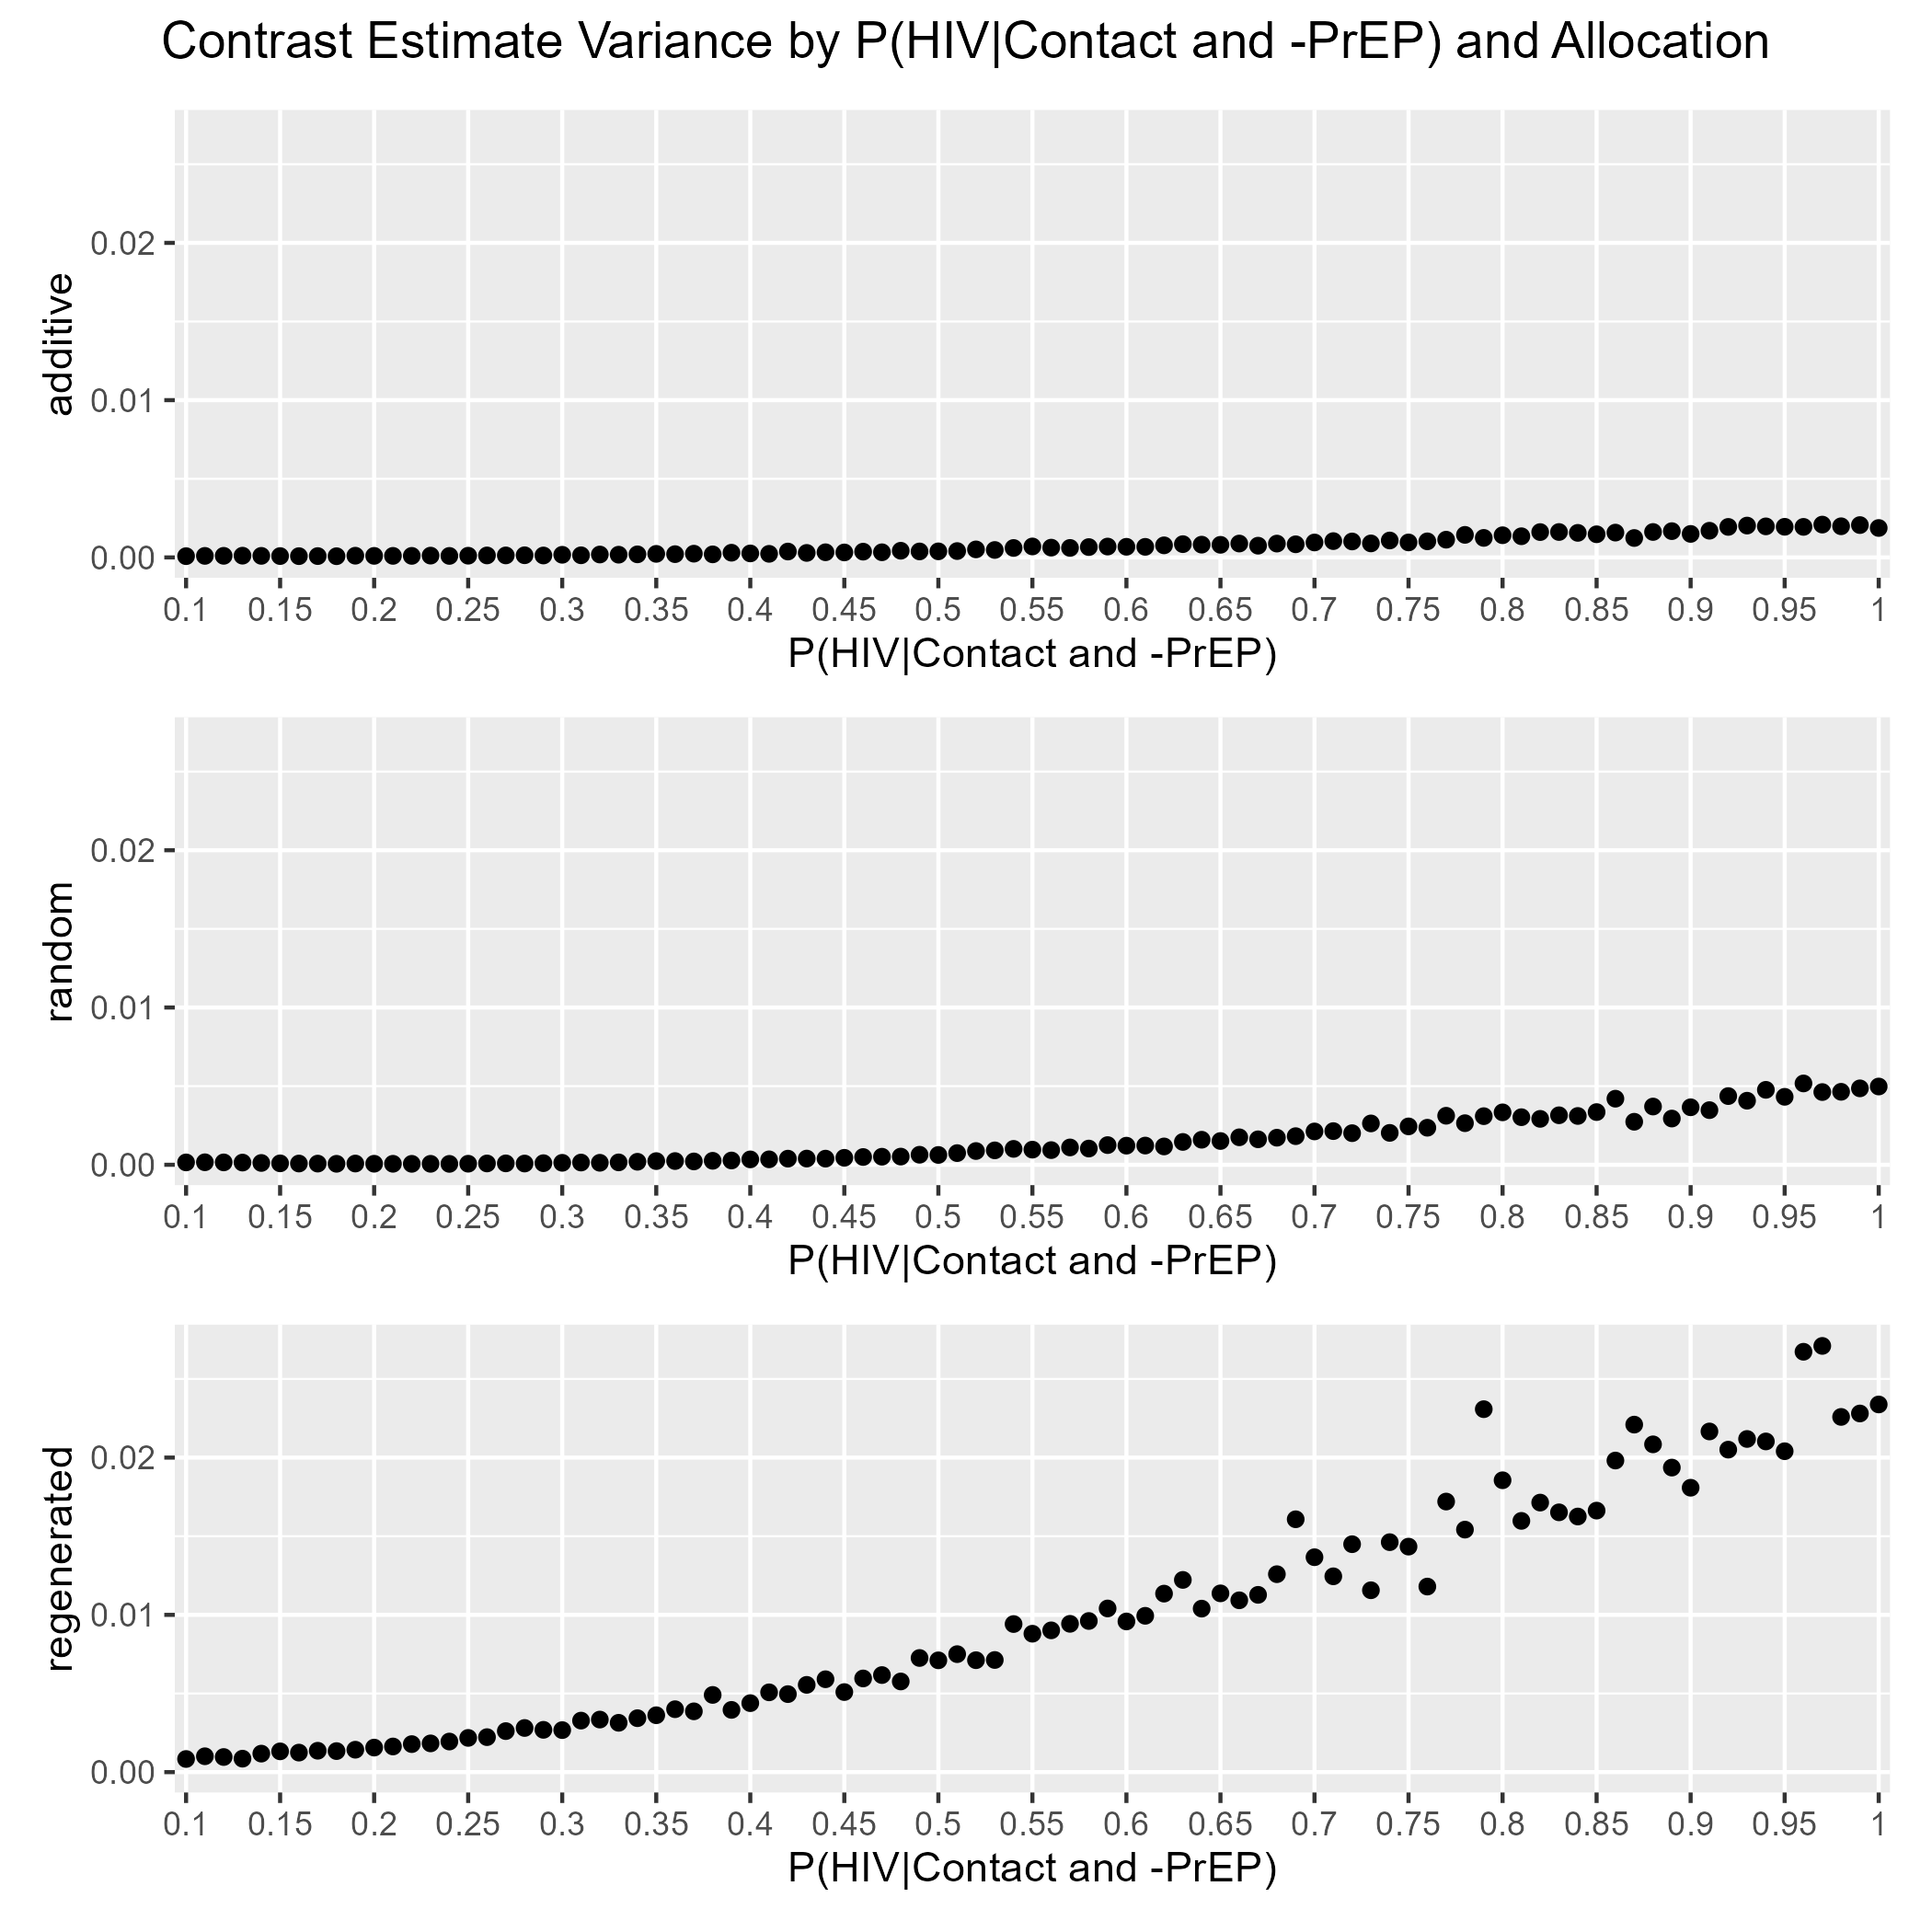 Contrast Estimate Variance by P(HIV|Contact and -PrEP) and Allocation
additive
0.02
0.01
0.00
0.1 0.15 0.2 0.25 0.3 0.35 0.4 0.45 0.5 0.55 0.6 0.65 0.7 0.75 0.8 0.85 0.9 0.95 1
P(HIV|Contact and -PrEP)
random
0.02
0.01
0.00
0.1 0.15 0.2 0.25 0.3 0.35 0.4 0.45 0.5 0.55 0.6 0.65 0.7 0.75 0.8 0.85 0.9 0.95 1
P(HIV|Contact and -PrEP)
regenerated
0.02
0.01
0.00
0.1 0.15 0.2 0.25 0.3 0.35 0.4 0.45 0.5 0.55 0.6 0.65 0.7 0.75 0.8 0.85 0.9 0.95 1
P(HIV|Contact and -PrEP)